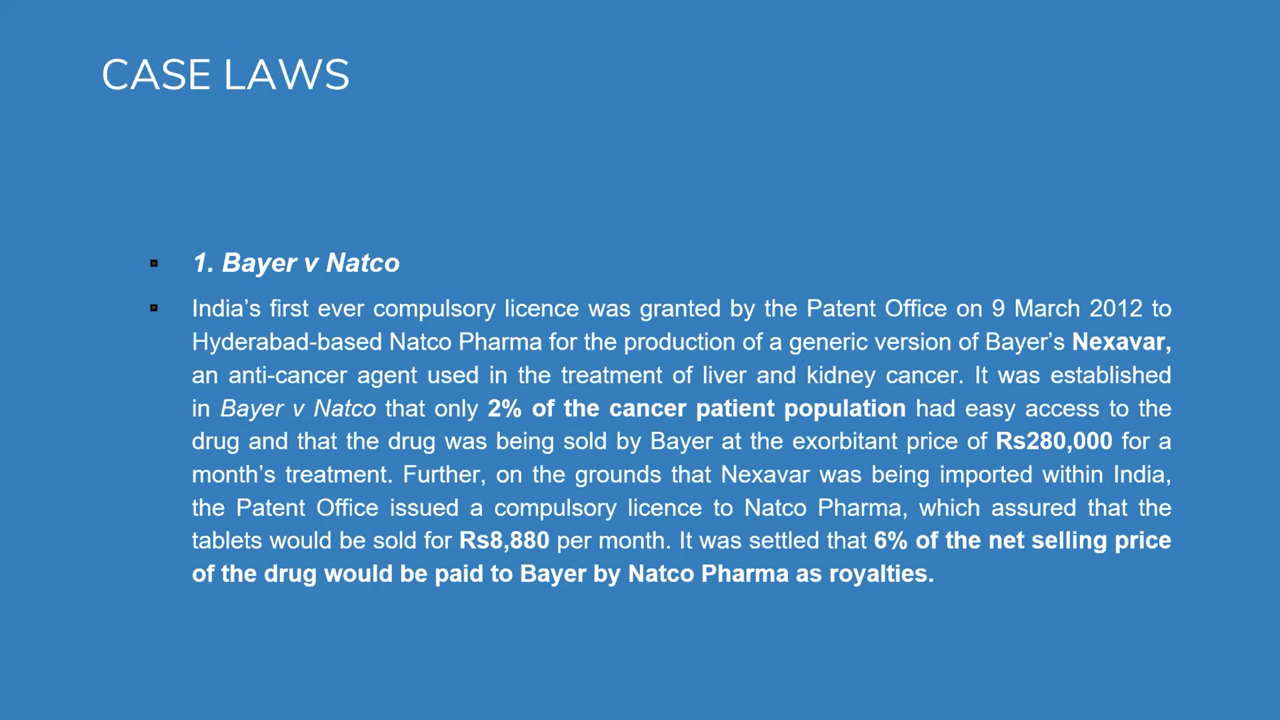 CASE LAWS
1. Bayer v Natco
India’s first ever compulsory licence was granted by the Patent Office on 9 March 2012 to
Hyderabad-based Natco Pharma for the production of a generic version of Bayer’s Nexavar,
an anti-cancer agent used in the treatment of liver and kidney cancer. It was established
in Bayer v Natco that only 2% of the cancer patient population had easy access to the
drug and that the drug was being sold by Bayer at the exorbitant price of Rs280,000 for a
month’s treatment. Further, on the grounds that Nexavar was being imported within India,
the Patent Office issued a compulsory licence to Natco Pharma, which assured that the
tablets would be sold for Rs8,880 per month. It was settled that 6% of the net selling price
of the drug would be paid to Bayer by Natco Pharma as royalties.